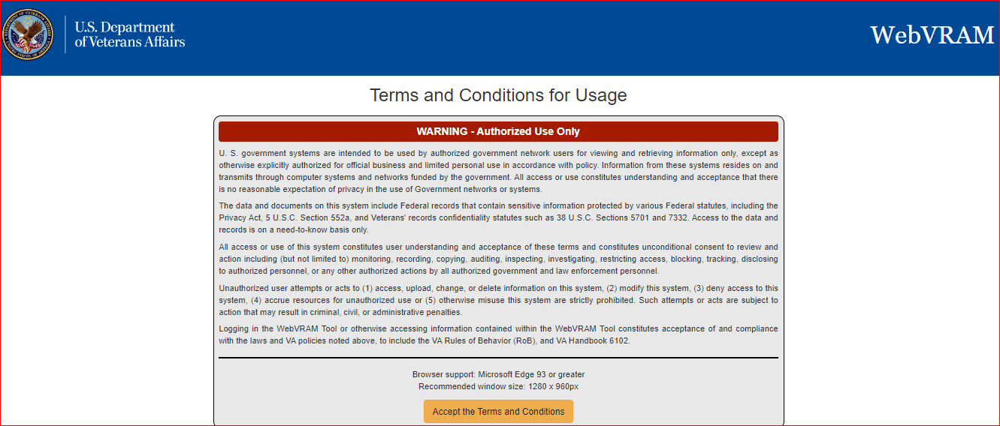 U.S. Department
of Veterans Affairs
WebVRAM
Terms and Conditions for Usage
WARNING - Authorized Use Only
U. S. government systems are intended to be used by authorized government network users for viewing and retrieving information only, except as
otherwise explicitly authorized for official business and limited personal use in accordance with policy. Information from these systems resides on and
transmits through computer systems and networks funded by the government. All access or use constitutes understanding and acceptance that there
is no reasonable expectation of privacy in the use of Government networks or systems.
The data and documents on this system include Federal records that contain sensitive information protected by various Federal statutes, including the
Privacy Act, 5 U.S.C. Section 552a, and Veterans' records confidentiality statutes such as 38 U.S.C. Sections 5701 and 7332. Access to the data and
records is on a need-to-know basis only.
All access or use of this system constitutes user understanding and acceptance of these terms and constitutes unconditional consent to review and
action including (but not limited to) monitoring, recording, copying, auditing, inspecting, investigating, restricting access, blocking, tracking, disclosing
to authorized personnel, or any other authorized actions by all authorized government and law enforcement personnel.
Unauthorized user attempts or acts to (1) access, upload, change, or delete information on this system, (2) modify this system, (3) deny access to this
system, (4) accrue resources for unauthorized use or (5) otherwise misuse this system are strictly prohibited. Such attempts or acts are subject to
action that may result in criminal, civil, or administrative penalties.
Logging in the WebVRAM Tool or otherwise accessing information contained within the WebVRAM Tool constitutes acceptance of and compliance
with the laws and VA policies noted above, to include the VA Rules of Behavior (RoB), and VA Handbook 6102.
Browser support: Microsoft Edge 93 or greater
Recommended window size: 1280 x 960px
Accept the Terms and Conditions